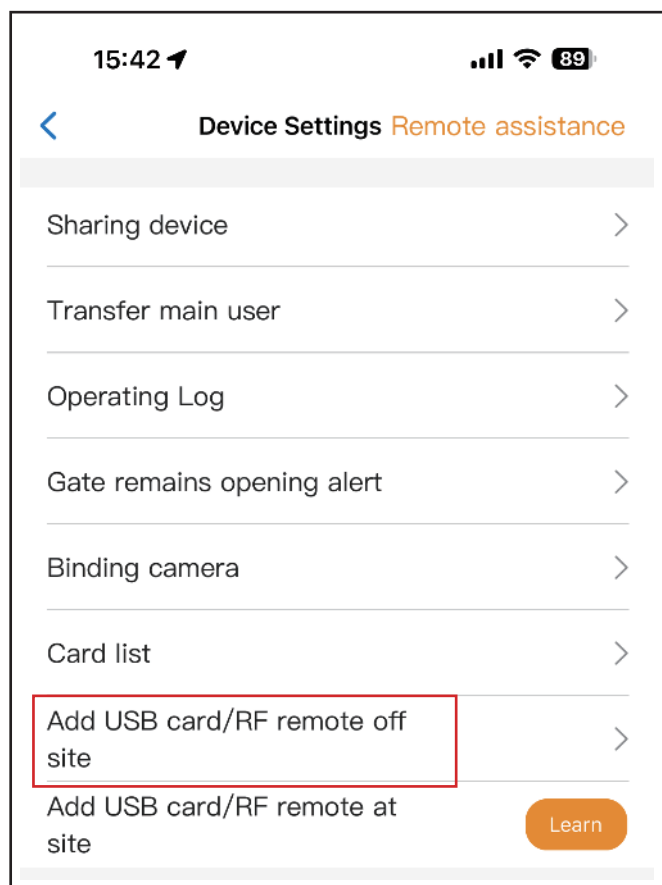 15:42
89
Device Settings Remote assistance
Sharing device
Transfer main user
Operating Log
Gate remains opening alert
Binding camera
Card list
Add USB card/RF remote off
site
Add USB card/RF remote at
site
Learn